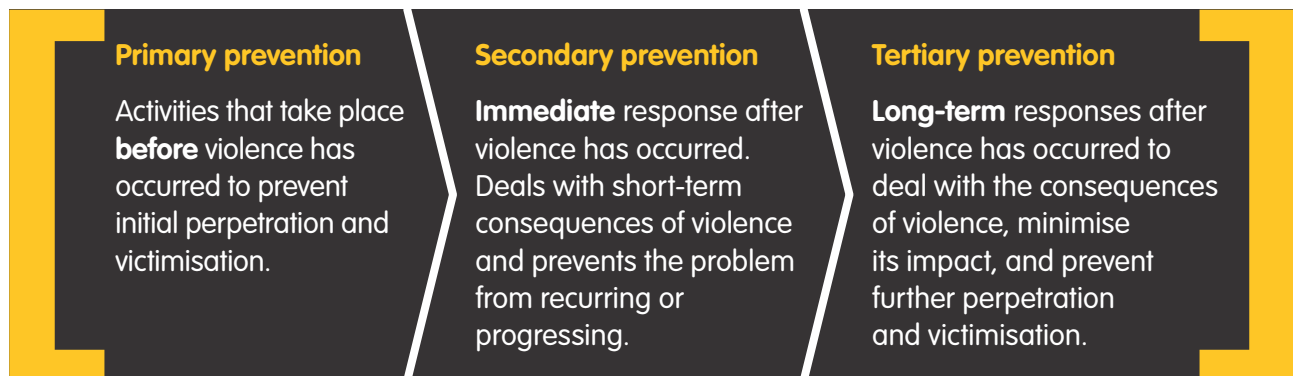 Primary prevention
Activities that take place
before violence has
occurred to prevent
initial perpetration and
victimisation.
Secondary prevention
Immediate response after
violence has occurred.
Deals with short-term
consequences of violence
and prevents the problem
from recurring or
progressing.
Tertiary prevention
Long-term responses after
violence has occurred to
deal with the consequences
of violence, minimise
its impact, and prevent
further perpetration
and victimisation.